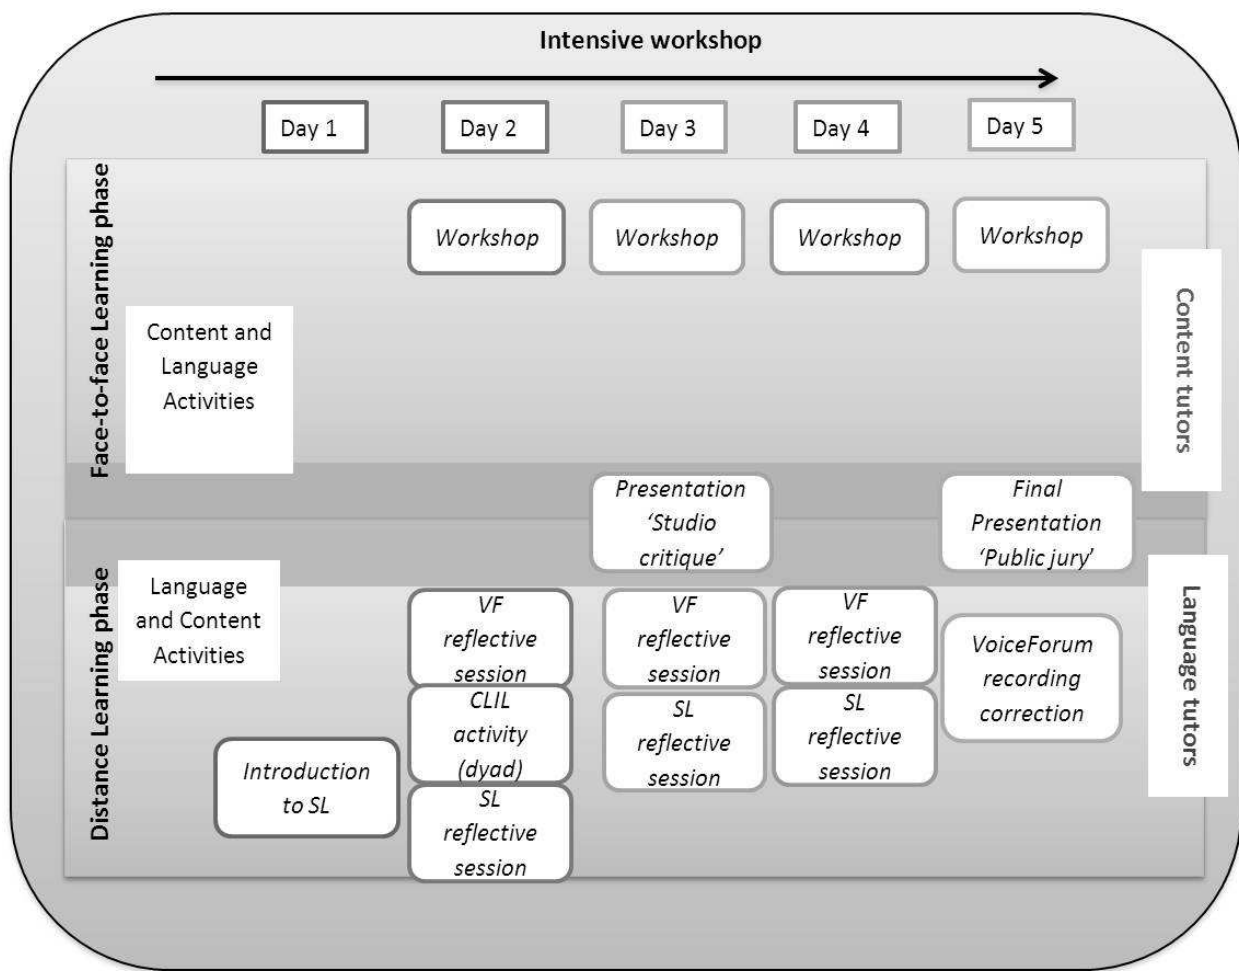 Intensive workshop
Day 1
Day 2
Day 3
Day 4
Day 5
Face-to-face Learning phase
Workshop
Workshop
Workshop
Workshop
Content tutors
Content and
Language
Activities
Presentation
‘Studio
critique’
Final
Presentation
‘Public jury’
Distance Learning phase
Language
and Content
Activities
Language tutors
VF
reflective
session
VF
reflective
session
VF
reflective
session
VoiceForum
recording
correction
CLIL
activity
(dyad)
SL
reflective
session
SL
reflective
session
Introduction
to SL
SL
reflective
session